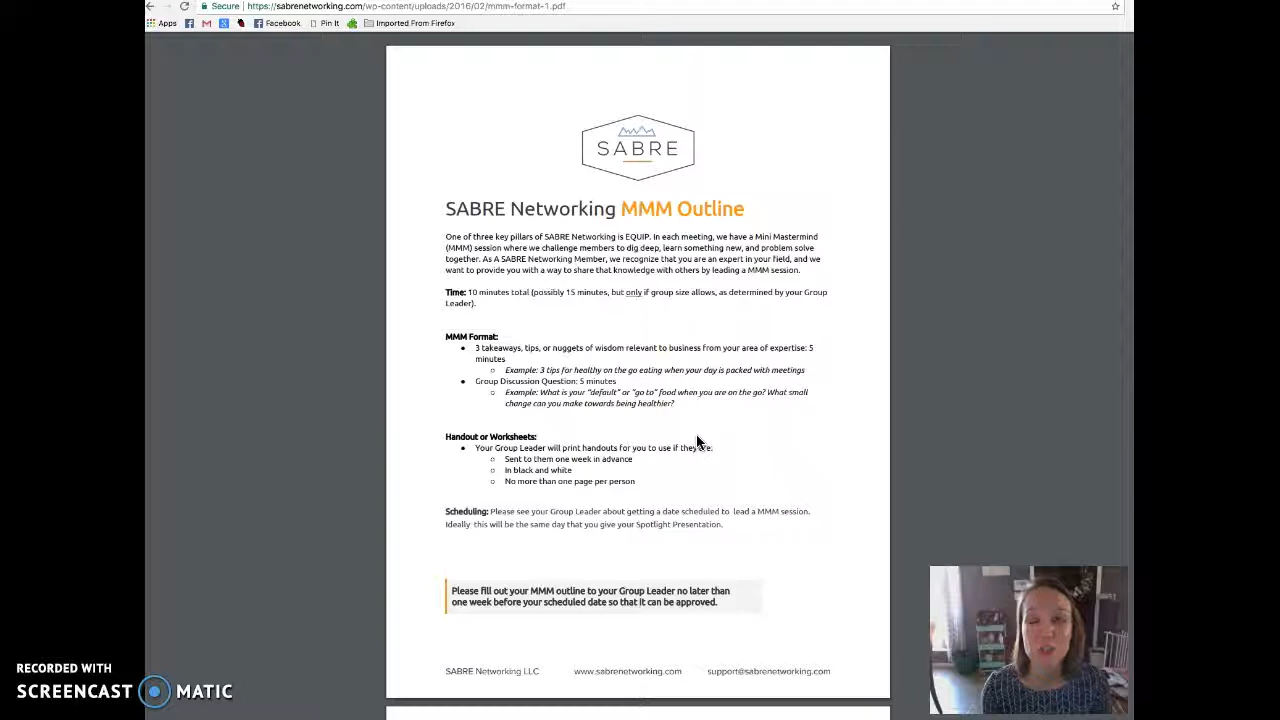 Secure | https://sabrenetworking.com/wp-content/uploads/2016/02/mmm-format-1.pdf
Apps Facebook Pin It Imported From Firefox
SABRE
SABRE Networking MMM Outline
One of three key pillars of SABRE Networking is EQUIP. In each meeting, we have a Mini Mastermind
(MMM) session where we challenge members to dig deep, learn something new, and problem solve
together. As A SABRE Networking Member, we recognize that you are an expert in your field, and we
want to provide you with a way to share that knowledge with others by leading a MMM session.
Time: 10 minutes total (possibly 15 minutes, but only if group size allows, as determined by your Group
Leader).
MMM Format:
● 3 takeaways, tips, or nuggets of wisdom relevant to business from your area of expertise: 5
minutes
○ Example: 3 tips for healthy on the go eating when your day is packed with meetings
● Group Discussion Question: 5 minutes
○ Example: What is your "default" or "go to" food when you are on the go? What small
change can you make towards being healthier?
Handout or Worksheets:
● Your Group Leader will print handouts for you to use if they are:
○ Sent to them one week in advance
○ In black and white
○ No more than one page per person
Scheduling: Please see your Group Leader about getting a date scheduled to lead a MMM session.
Ideally this will be the same day that you give your Spotlight Presentation.
Please fill out your MMM outline to your Group Leader no later than
one week before your scheduled date so that it can be approved.
SABRE Networking LLC www.sabrenetworking.com support@sabrenetworking.com
RECORDED WITH
SCREENCAST MATIC